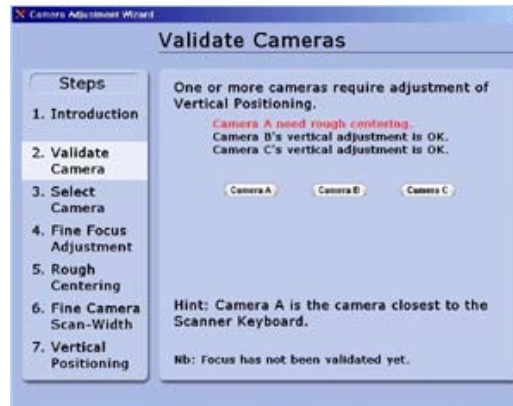 Camera Adjustment Wizard
Validate Cameras
Steps
1. Introduction
2. Validate
Camera
3. Select
Camera
4. Fine Focus
Adjustment
5. Rough
Centering
6. Fine Camera
Scan-Width
7. Vertical
Positioning
One or more cameras require adjustment of
Vertical Positioning.
Camera A need rough centering.
Camera B's vertical adjustment is OK.
Camera C's vertical adjustment is OK.
Camera A
Camera B
Camera C
Hint: Camera A is the camera closest to the
Scanner Keyboard.
Nb: Focus has not been validated yet.